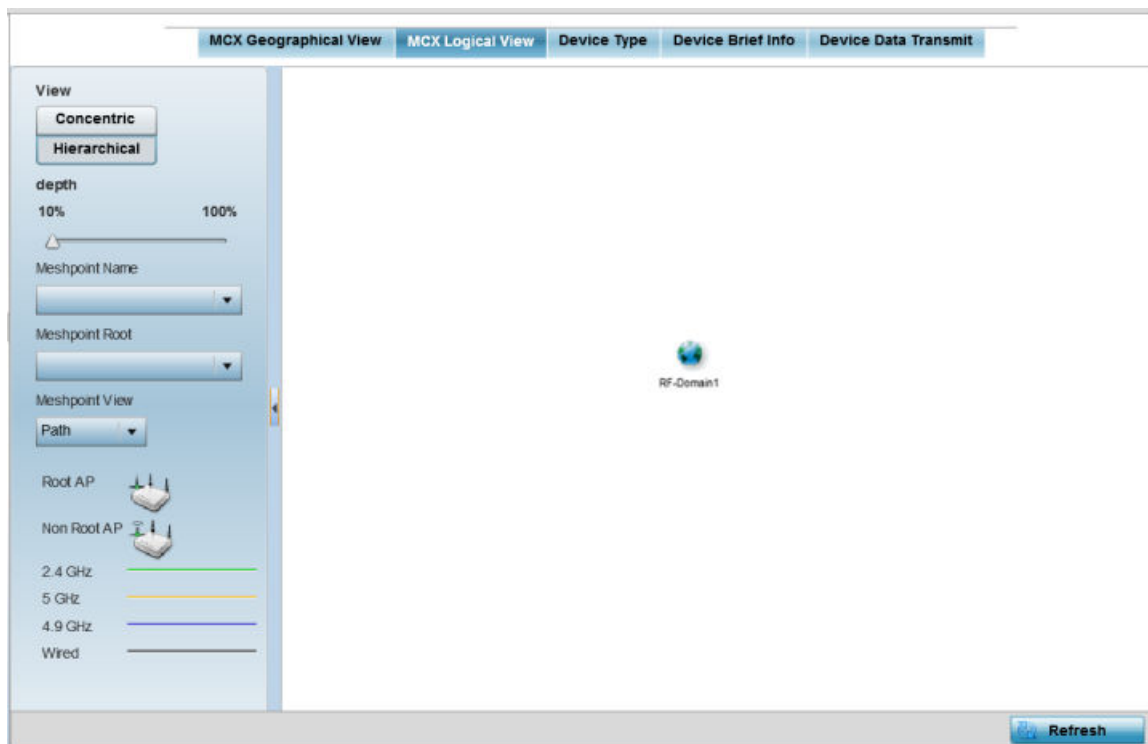 MCX Geographical View MCX Logical View Device Type Device Brief Info Device Data Transmit
View
Concentric
Hierarchical
depth
10% 100%
Meshpoint Name
Meshpoint Root
Meshpoint View
Path
Root AP
Non Root AP
2.4 GHz
5 GHz
4.9 GHz
Wired
RF-Domain1
Refresh